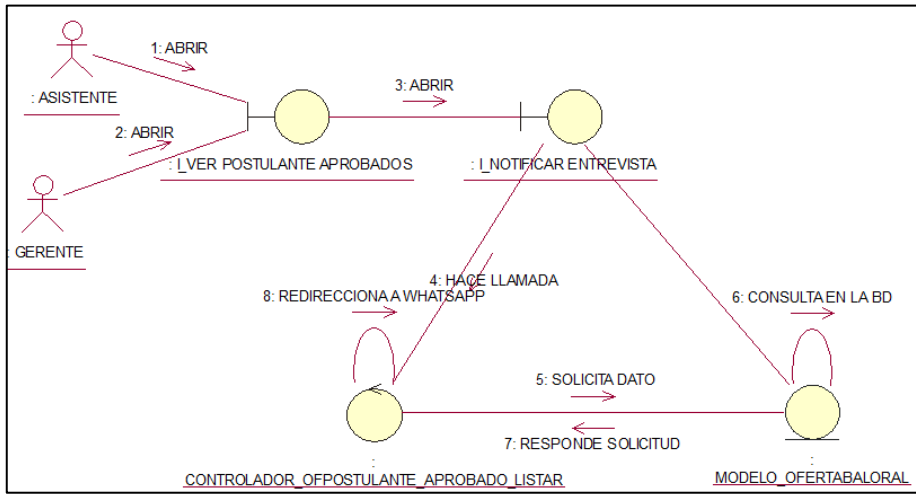 1: ABRIR
: ASISTENTE
3: ABRIR
2: ABRIR
: I_VER POSTULANTE APROBADOS
: I_NOTIFICAR ENTREVISTA
: GERENTE
4: HACE LLAMADA
8: REDIRECCIONA A WHATSAPP
6: CONSULTA EN LA BD
5: SOLICITA DATO
7: RESPONDE SOLICITUD
:
CONTROLADOR_OFPOSTULANTE_APROBADO_LISTAR
:
MODELO_OFERTABALORAL